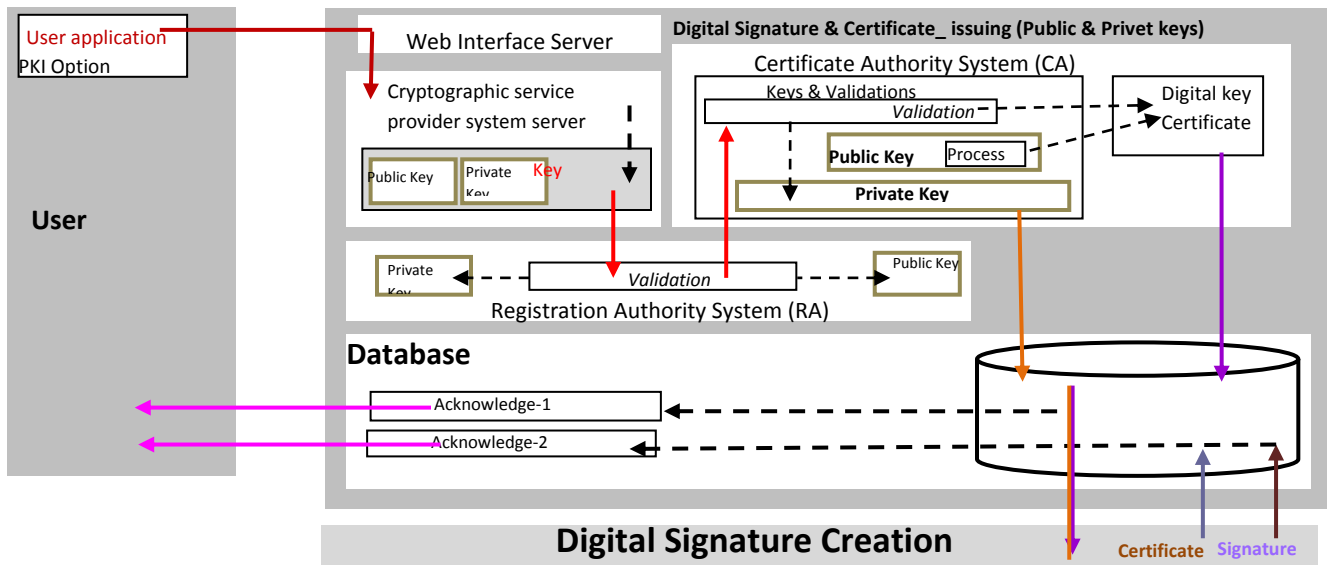 User application
PKI Option
User
Web Interface Server
Cryptographic service
provider system server
Public Key
Private
Key
Key
Digital Signature & Certificate_ issuing (Public & Privet keys)
Certificate Authority System (CA)
Keys & Validations
Validation
Public Key
Process
Private Key
Digital key
Certificate
Private
Key
Validation
Public Key
Registration Authority System (RA)
Database
Acknowledge-1
Acknowledge-2
Digital Signature Creation
Certificate
Signature